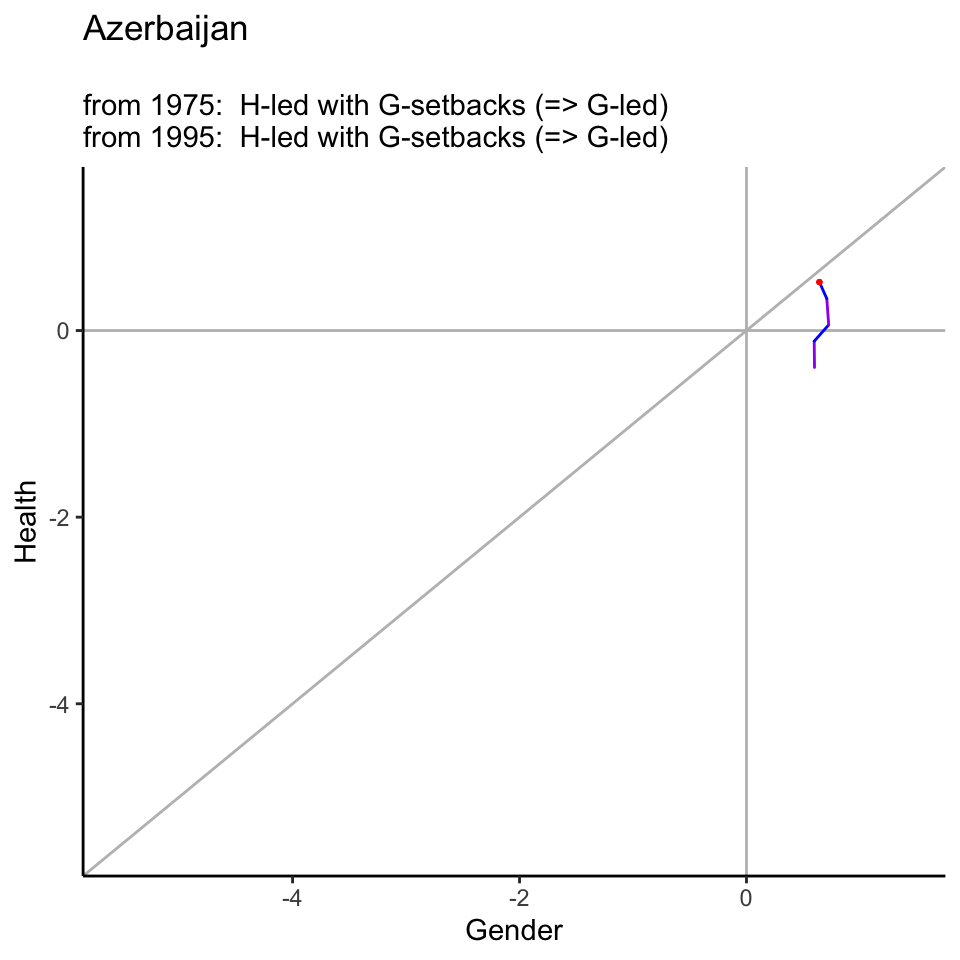 Azerbaijan
from 1975:  H-led with G-setbacks (=> G-led)
from 1995:  H-led with G-setbacks (=> G-led)
Health
0
-2
-4
-4
-2
0
Gender